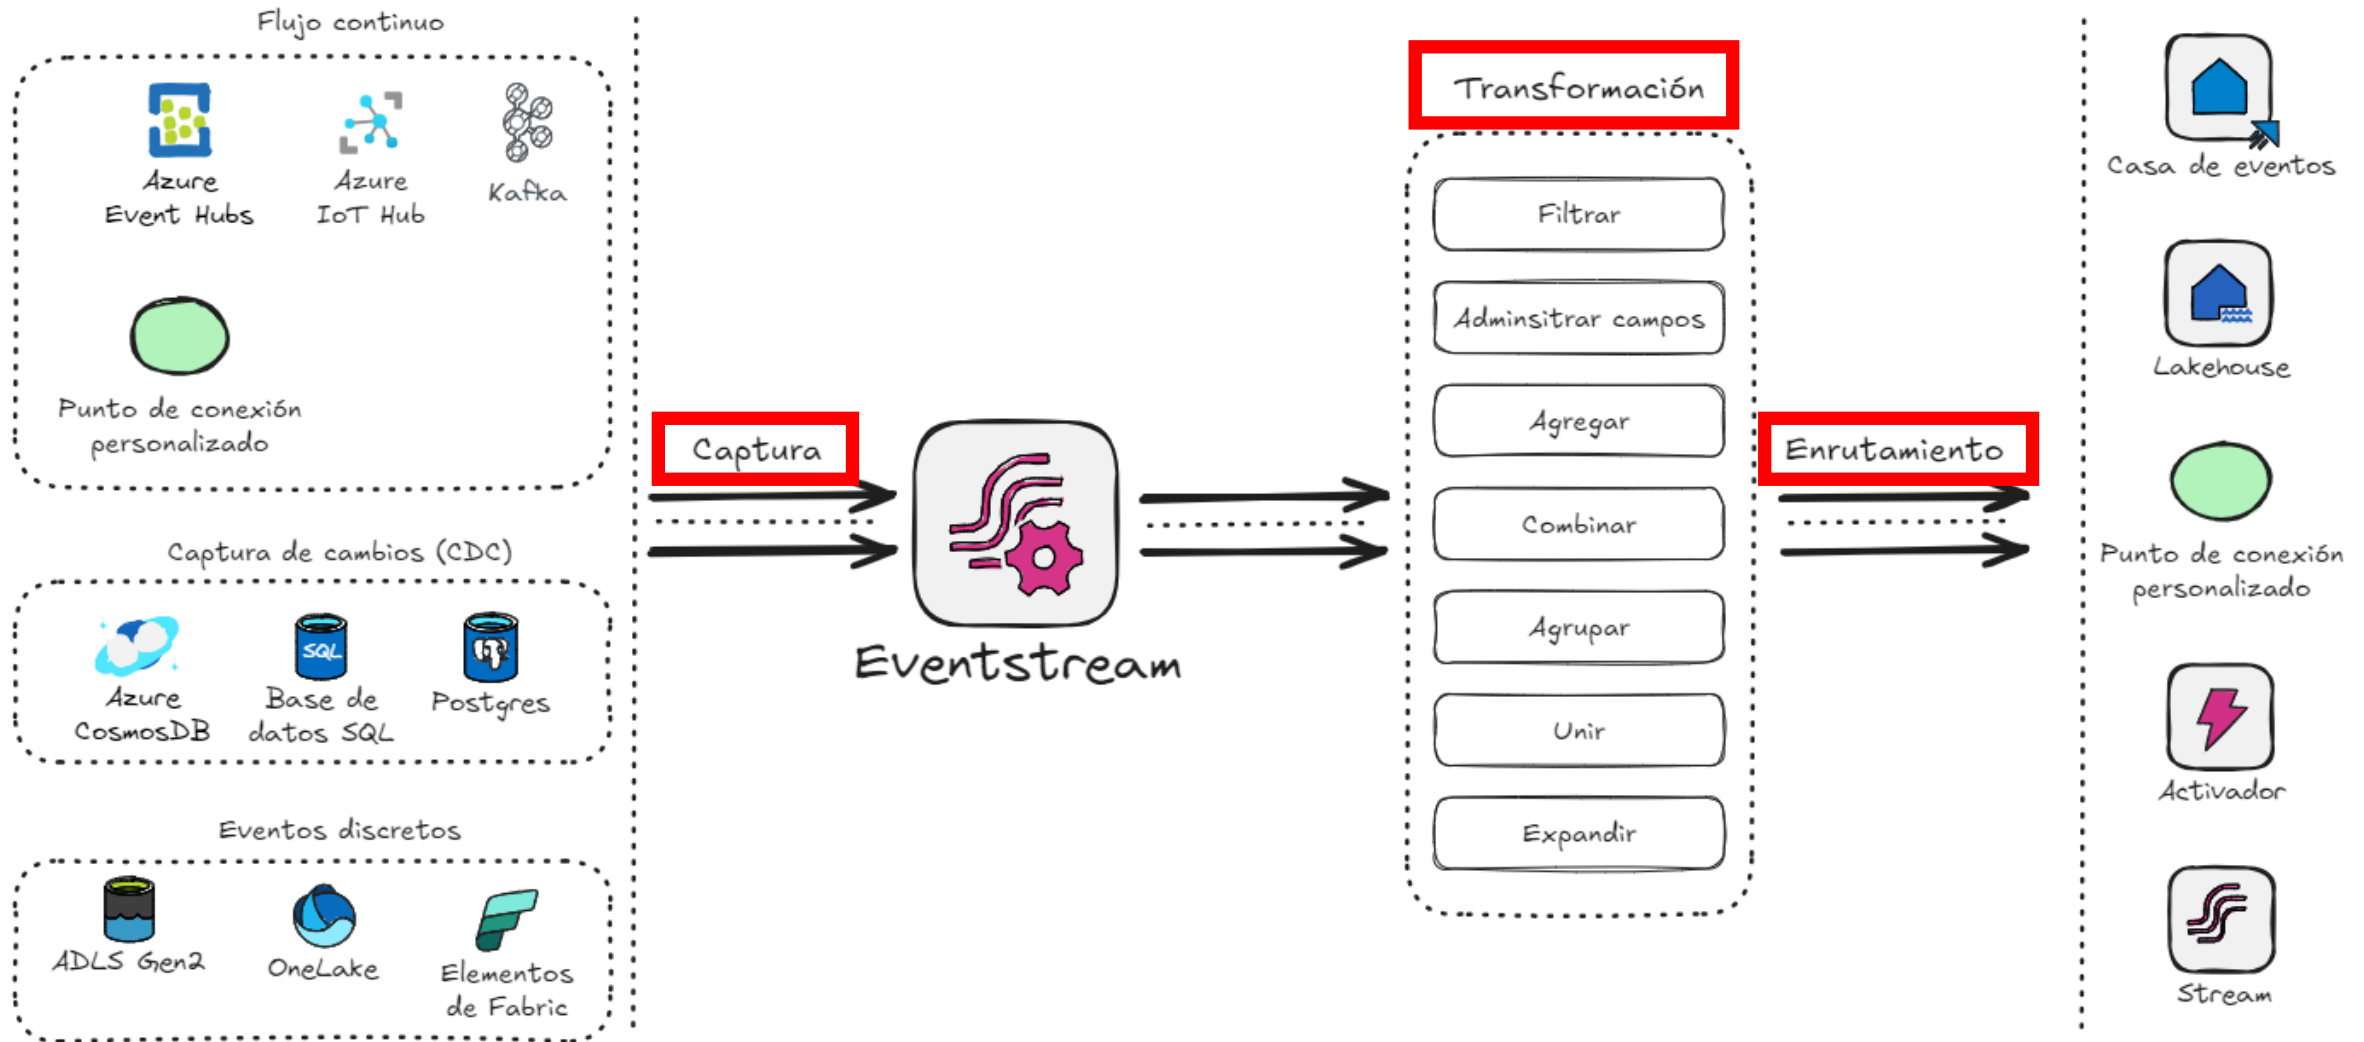 Flujo continuo
Azure
Event Hubs
Azure
IoT Hub
Kafka
Punto de conexión
personalizado
Captura de cambios (CDC)
Azure
CosmosDB
SQL
Base de
datos SQL
Postgres
Eventos discretos
ADLS Gen2
OneLake
Elementos
de Fabric
Captura
Eventstream
Transformación
Filtrar
Adminsitrar campos
Agregar
Combinar
Agrupar
Unir
Expandir
Enrutamiento
Casa de eventos
Lakehouse
Punto de conexión
personalizado
Activador
Stream